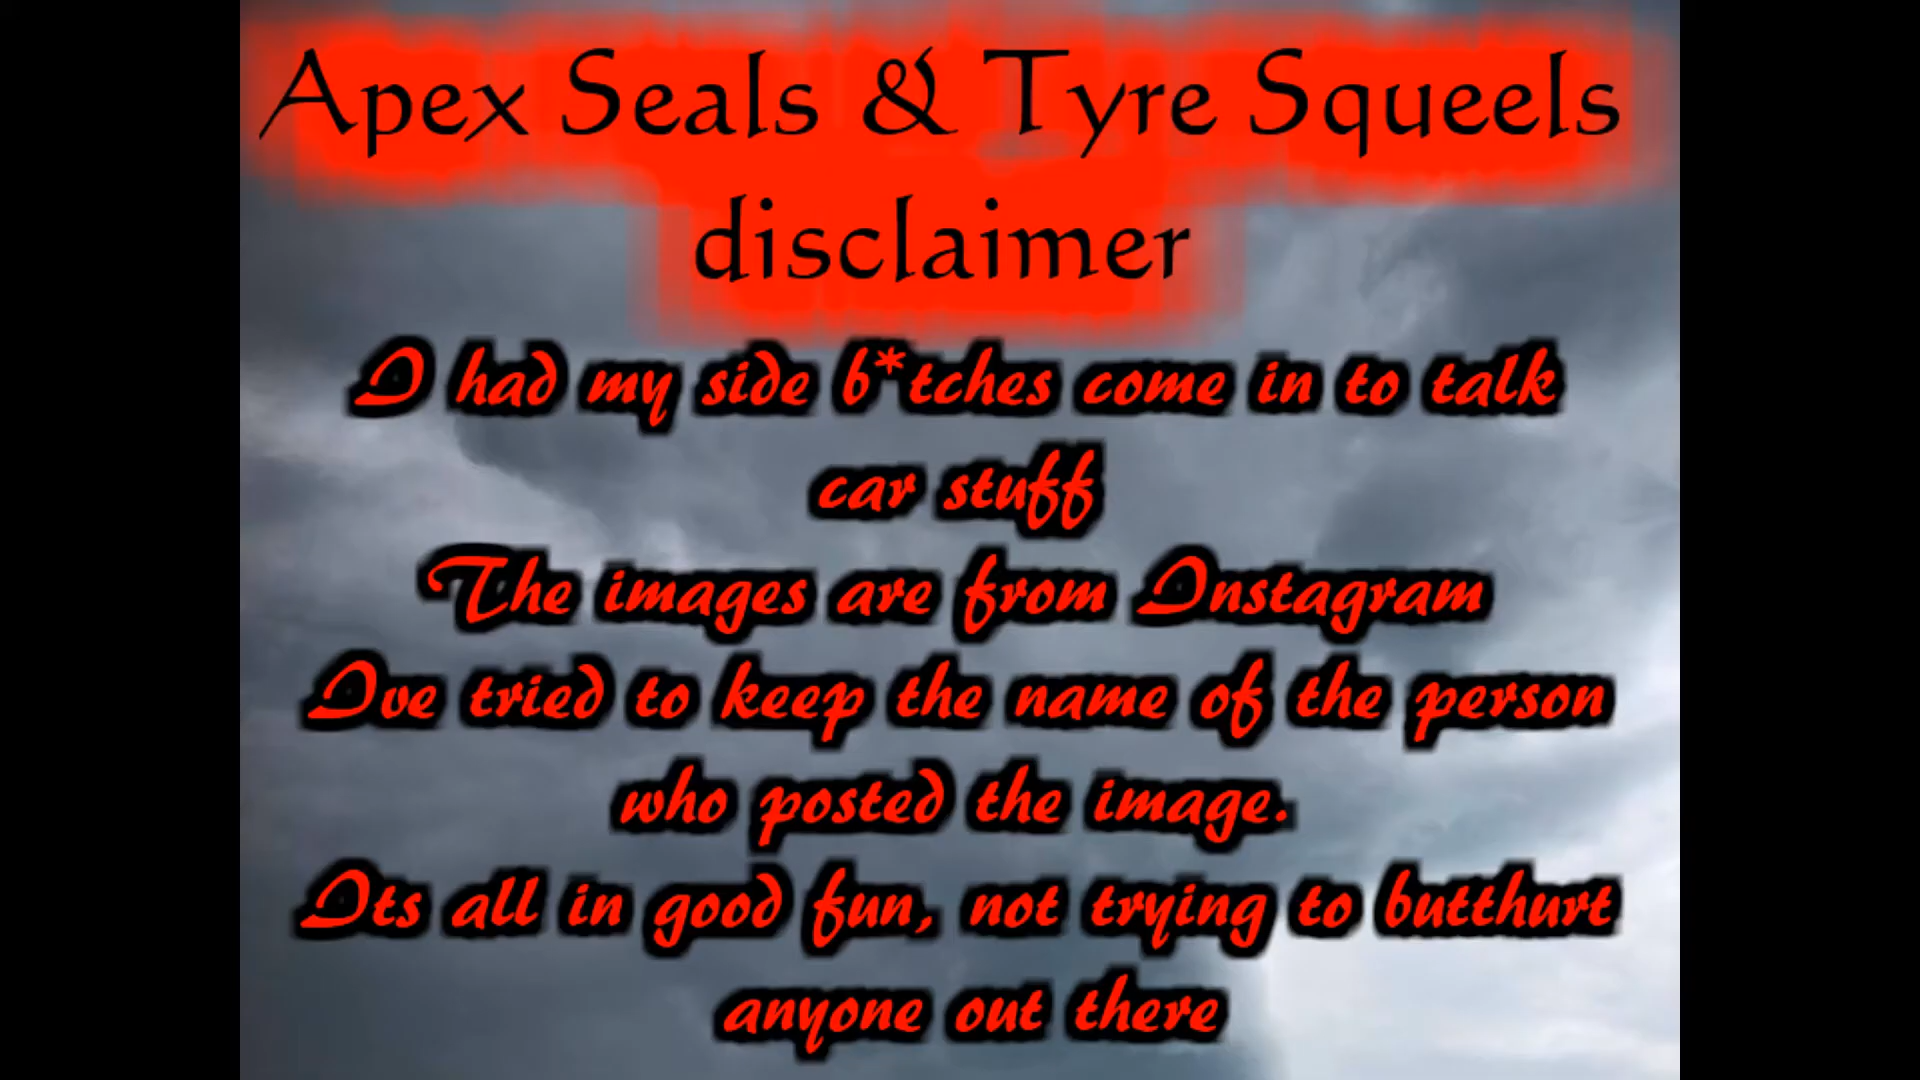 Apex Seals & Tyre Squeels
disclaimer
I had my side b*tches come in to talk
car stuff
The images are from Instagram
Ive tried to keep the name of the person
who posted the image.
Its all in good fun, not trying to butthurt
anyone out there